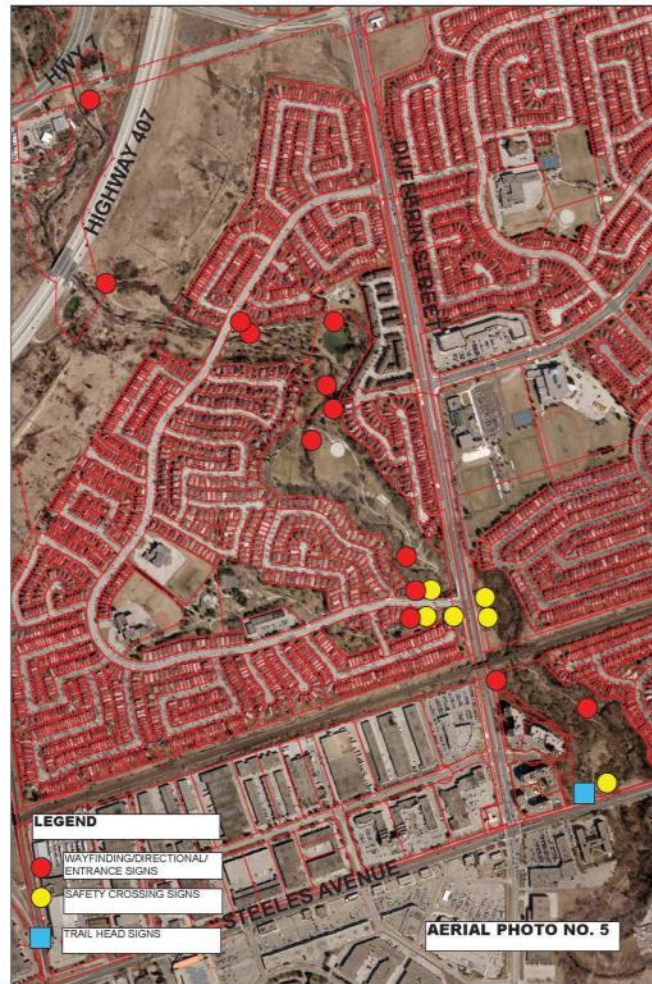 HWY 7
HIGHWAY 407
DUFFERIN STREET
LEGEND
WAYFINDING/DIRECTIONAL/
ENTRANCE SIGNS
SAFETY CROSSING SIGNS
TRAIL HEAD SIGNS
STEELES AVENUE
AERIAL PHOTO NO. 5